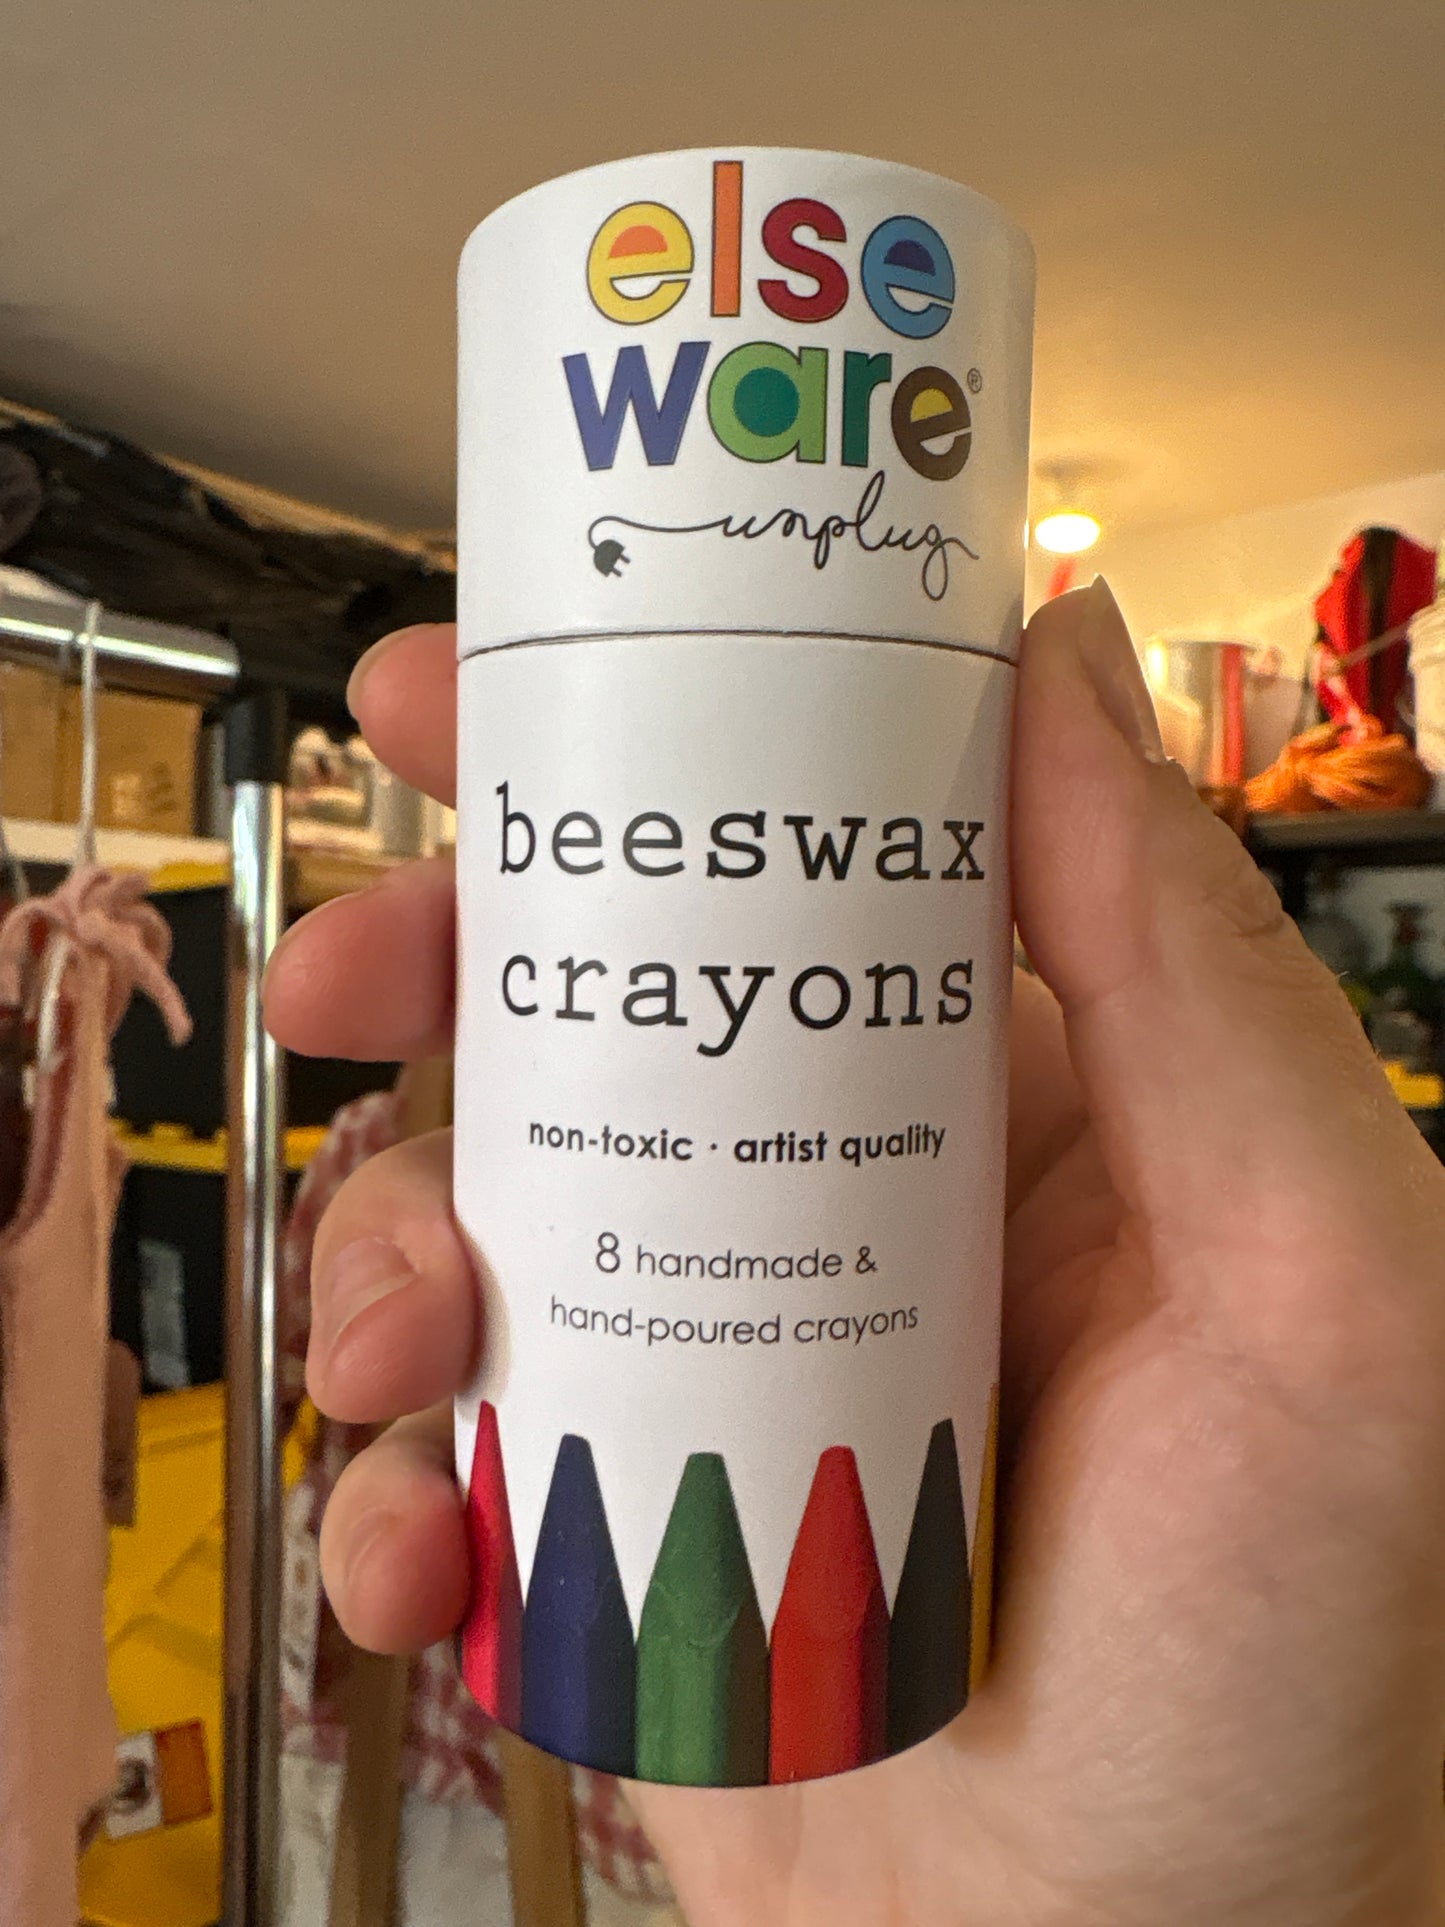 else
ware®
unplug
beeswax
crayons
non-toxic · artist quality
8 handmade &
hand-poured crayons